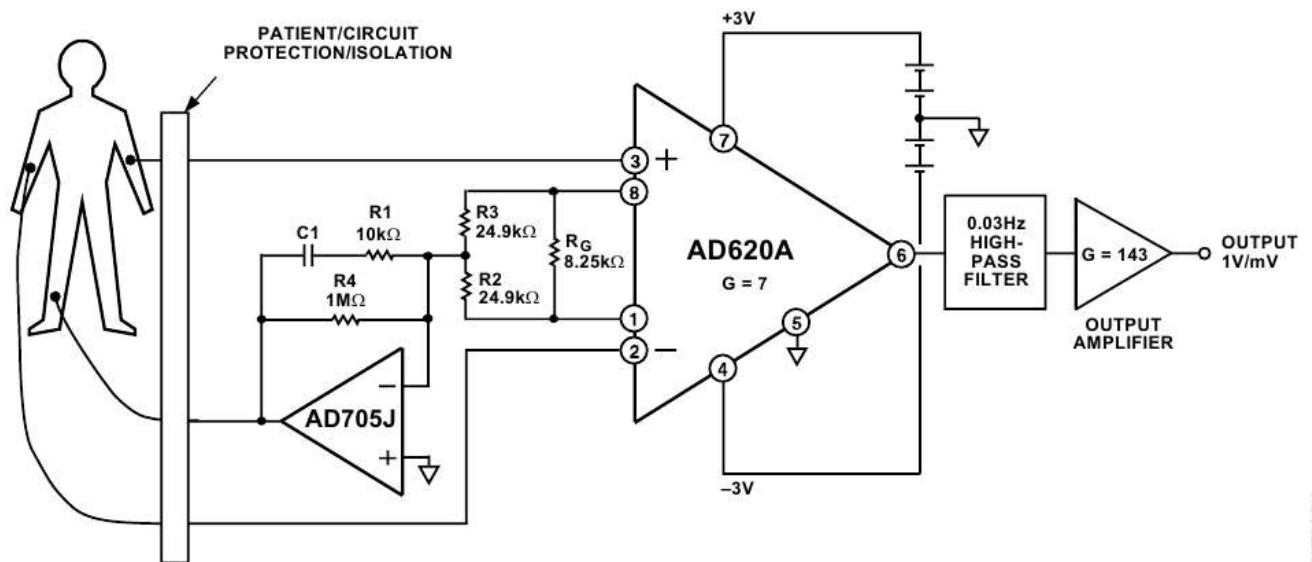 PATIENT/CIRCUIT
PROTECTION/ISOLATION
+3V
7
3
+
8
R3
24.9kΩ
C1
R1
10kΩ
RG
8.25kΩ
AD620A
G = 7
6
0.03Hz
HIGH-
PASS
FILTER
G = 143
OUTPUT
1V/mV
R4
1MΩ
R2
24.9kΩ
1
5
2
−
4
OUTPUT
AMPLIFIER
−
AD705J
+
–3V